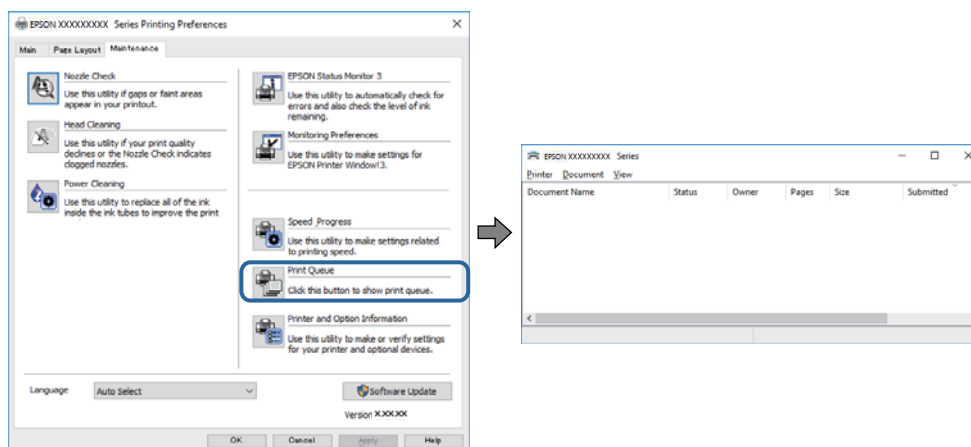 EPSON XXXXXXXXX Series Printing Preferences
Main Page Layout Maintenance
Nozzle Check
Use this utility if gaps or faint areas
appear in your printout.
Head Cleaning
Use this utility if your print quality
declines or the Nozzle Check indicates
clogged nozzles.
Power Cleaning
Use this utility to replace all of the ink
inside the ink tubes to improve the print
EPSON Status Monitor 3
Use this utility to automatically check for
errors and also check the level of ink
remaining.
Monitoring Preferences
Use this utility to make settings for
EPSON Printer Window!3.
Speed Progress
Use this utility to make settings related
to printing speed.
Print Queue
Click this button to show print queue.
Printer and Option Information
Use this utility to make or verify settings
for your printer and optional devices.
Language Auto Select
Software Update
Version X.XX.XX
OK Cancel Apply Help
EPSON XXXXXXXXX Series
Printer Document View
Document Name Status Owner Pages Size Submitted